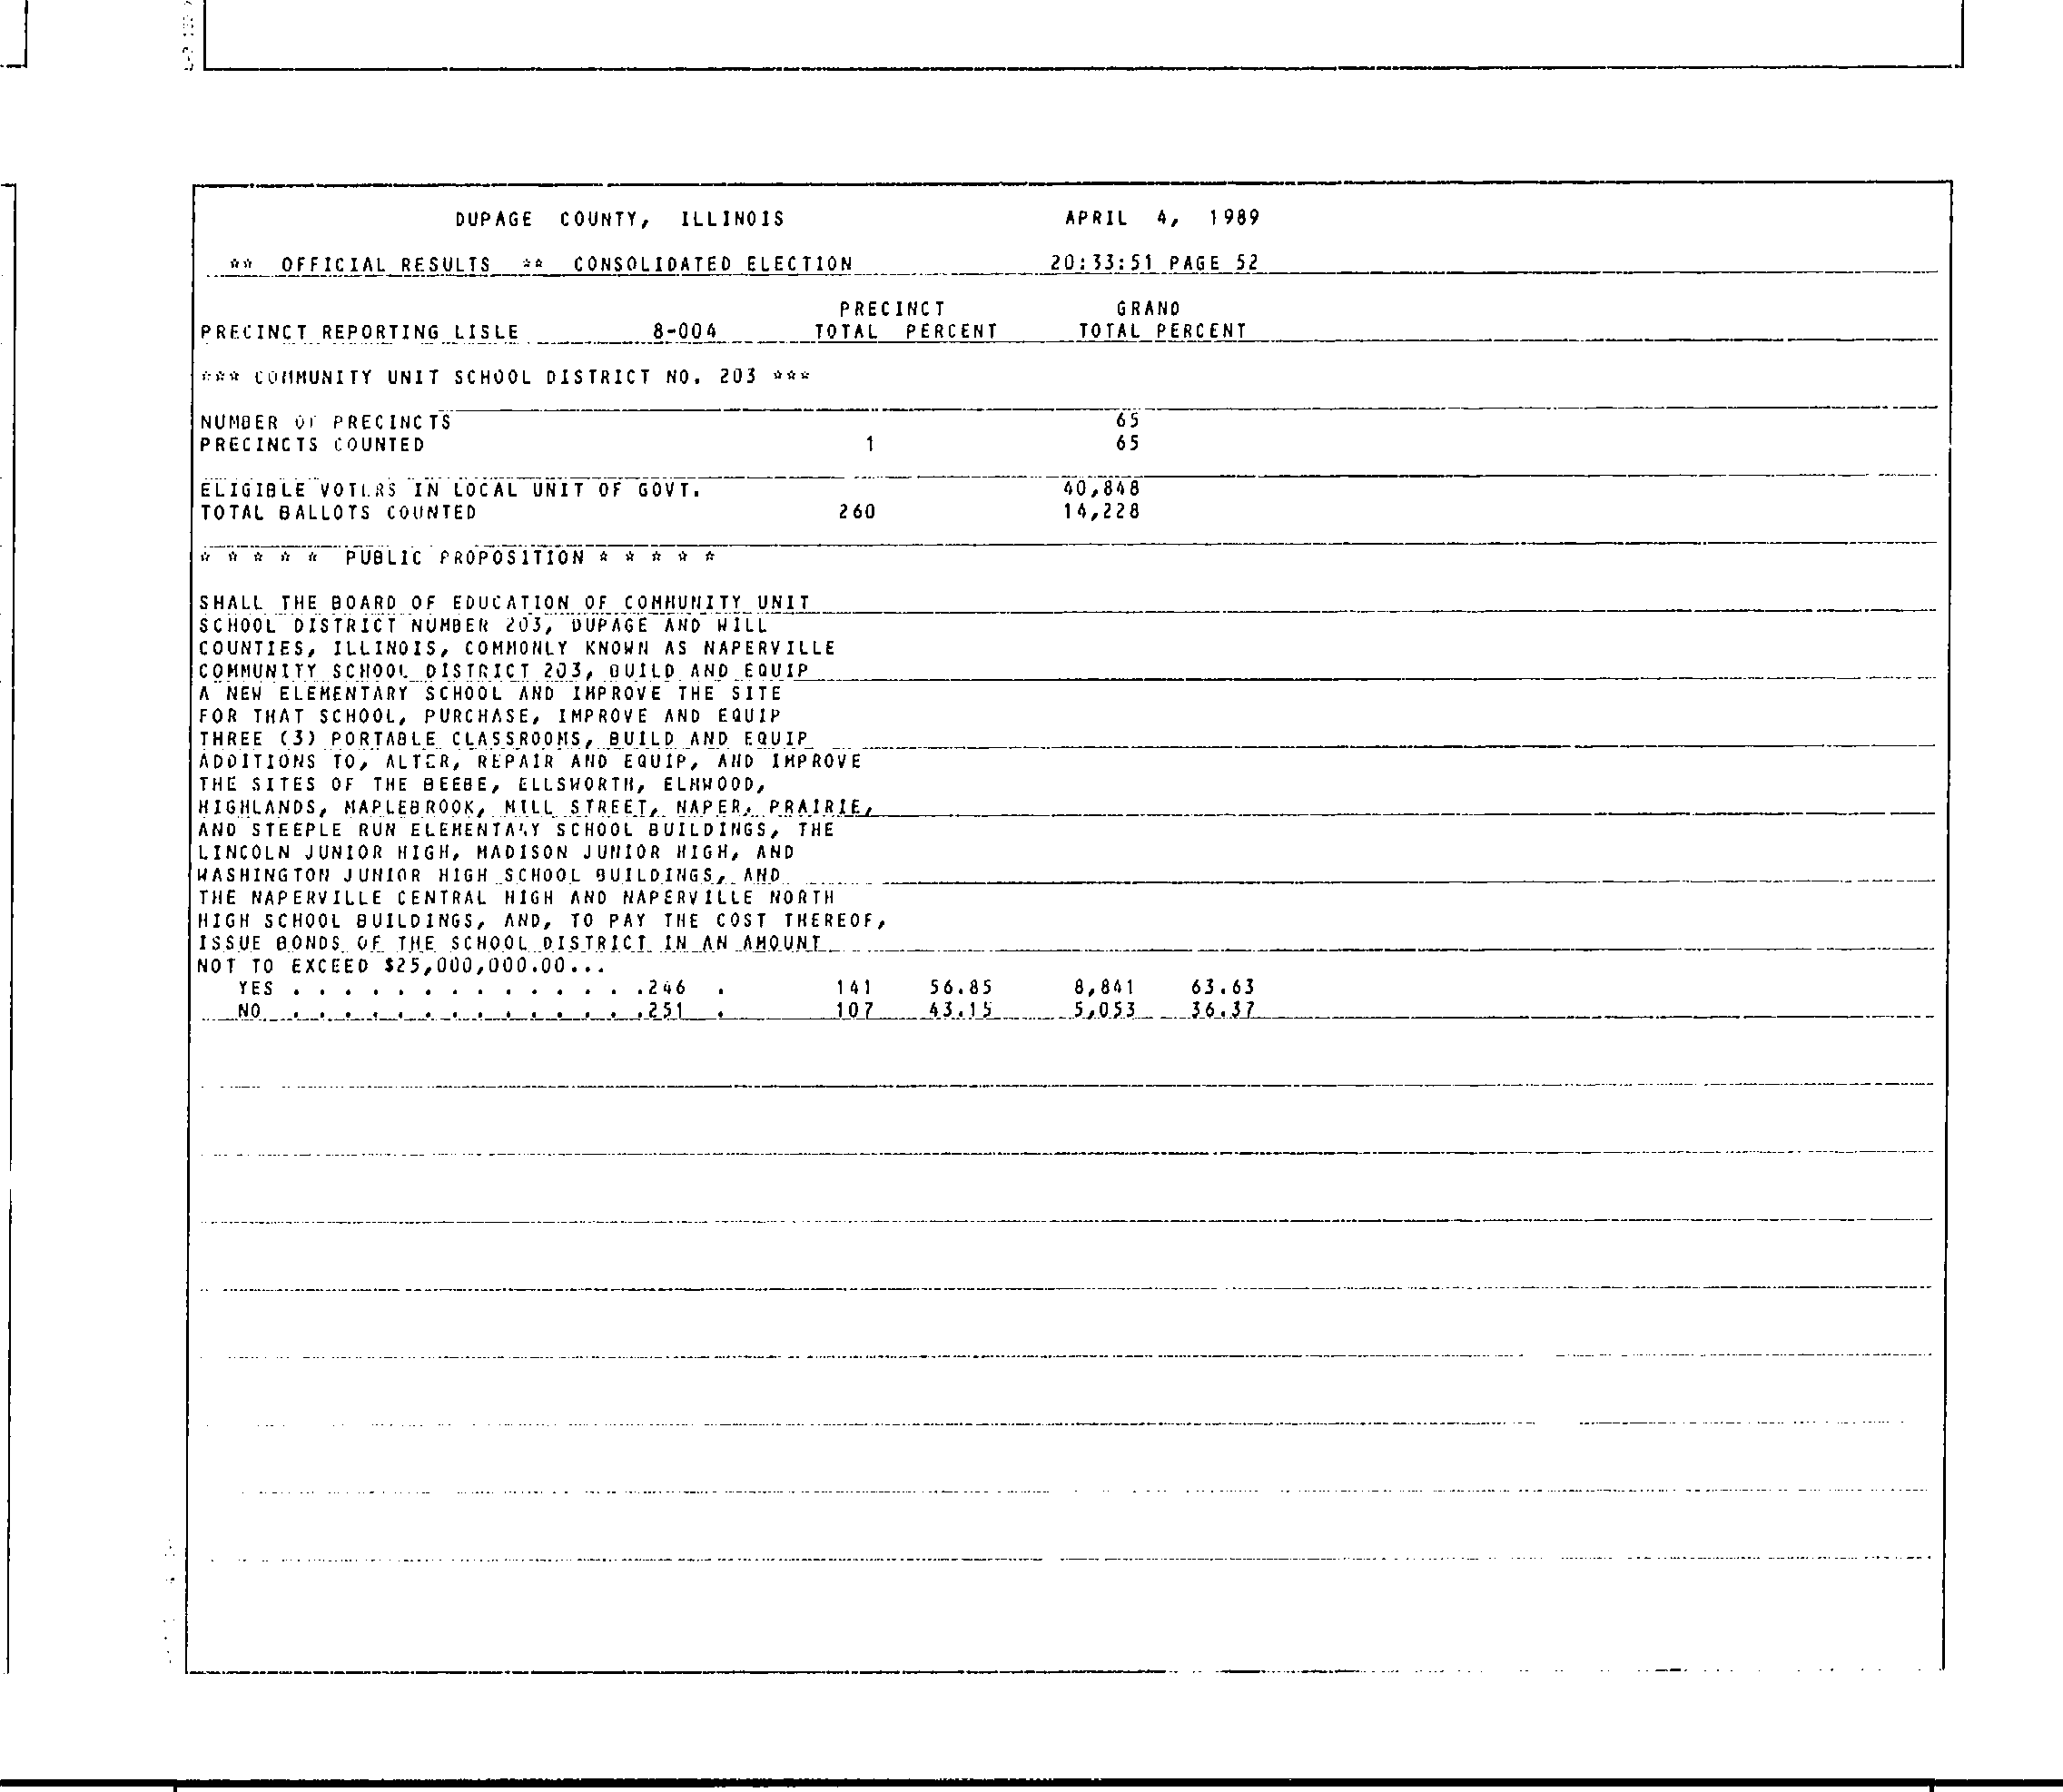 DUPAGE COUNTY, ILLINOIS APRIL 4, 1989
** OFFICIAL RESULTS ** CONSOLIDATED ELECTION 20:33:51 PAGE 52
PRECINCT GRAND
PRECINCT REPORTING LISLE 8-004 TOTAL PERCENT TOTAL PERCENT
*** COMMUNITY UNIT SCHOOL DISTRICT NO. 203 ***
NUMBER OF PRECINCTS 65
PRECINCTS COUNTED 1 65
ELIGIBLE VOTERS IN LOCAL UNIT OF GOVT. 40,848
TOTAL BALLOTS COUNTED 260 14,228
* * * * * PUBLIC PROPOSITION * * * * *
SHALL THE BOARD OF EDUCATION OF COMMUNITY UNIT
SCHOOL DISTRICT NUMBER 203, DUPAGE AND WILL
COUNTIES, ILLINOIS, COMMONLY KNOWN AS NAPERVILLE
COMMUNITY SCHOOL DISTRICT 203, BUILD AND EQUIP
A NEW ELEMENTARY SCHOOL AND IMPROVE THE SITE
FOR THAT SCHOOL, PURCHASE, IMPROVE AND EQUIP
THREE (3) PORTABLE CLASSROOMS, BUILD AND EQUIP
ADDITIONS TO, ALTER, REPAIR AND EQUIP, AND IMPROVE
THE SITES OF THE BEEBE, ELLSWORTH, ELMWOOD,
HIGHLANDS, MAPLEBROOK, MILL STREET, NAPER, PRAIRIE,
AND STEEPLE RUN ELEMENTARY SCHOOL BUILDINGS, THE
LINCOLN JUNIOR HIGH, MADISON JUNIOR HIGH, AND
WASHINGTON JUNIOR HIGH SCHOOL BUILDINGS, AND
THE NAPERVILLE CENTRAL HIGH AND NAPERVILLE NORTH
HIGH SCHOOL BUILDINGS, AND, TO PAY THE COST THEREOF,
ISSUE BONDS OF THE SCHOOL DISTRICT IN AN AMOUNT
NOT TO EXCEED $25,000,000.00...
YES . . . . . . . . . . . . . .246 . 141 56.85 8,841 63.63
NO . . . . . . . . . . . . . .251 . 107 43.15 5,053 36.37